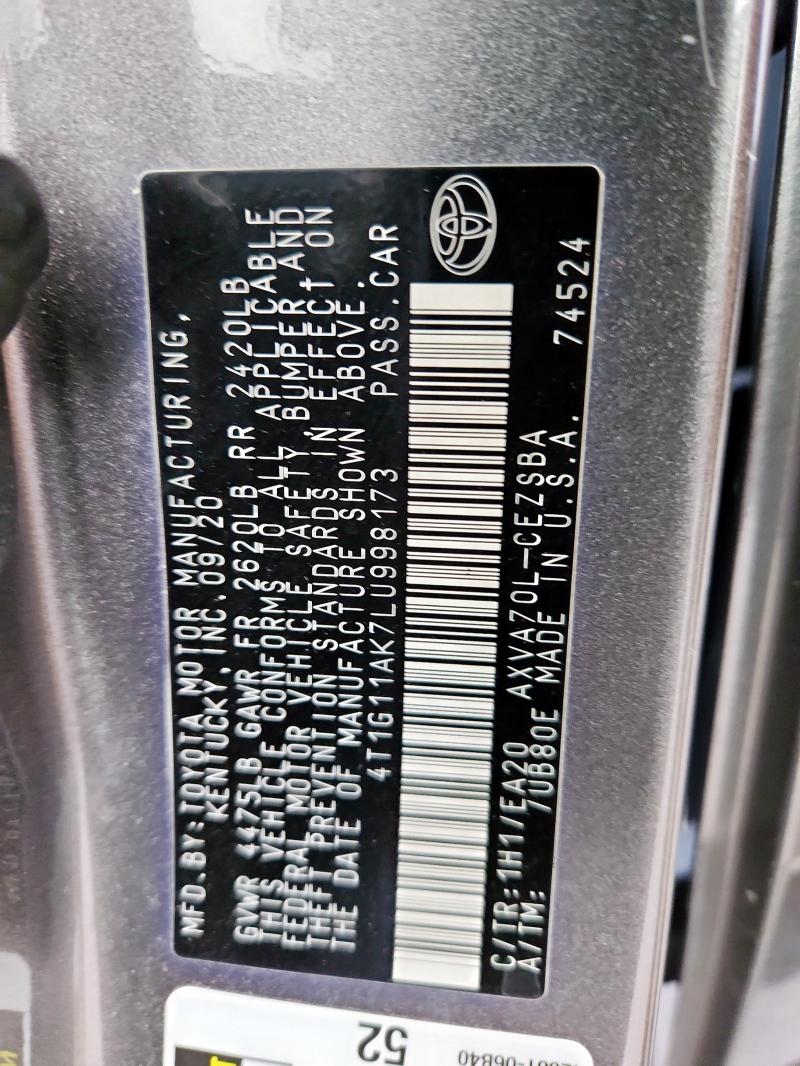 MFD.BY:TOYOTA MOTOR MANUFACTURING,
KENTUCKY, INC.09/20
GVWR 4475LB GAWR FR 2620LB RR 2420LB
THIS VEHICLE CONFORMS TO ALL APPLICABLE
FEDERAL MOTOR VEHICLE SAFETY,BUMPER,AND
THEFT PREVENTION STANDARDS IN EFFECT ON
THE DATE OF MANUFACTURE SHOWN ABOVE.
4T1G11AK7LU998173 PASS.CAR
C/TR:1H1/EA20 AXVA70L-CEZSBA
A/TM: /UB80E MADE IN U.S.A. 74524
52